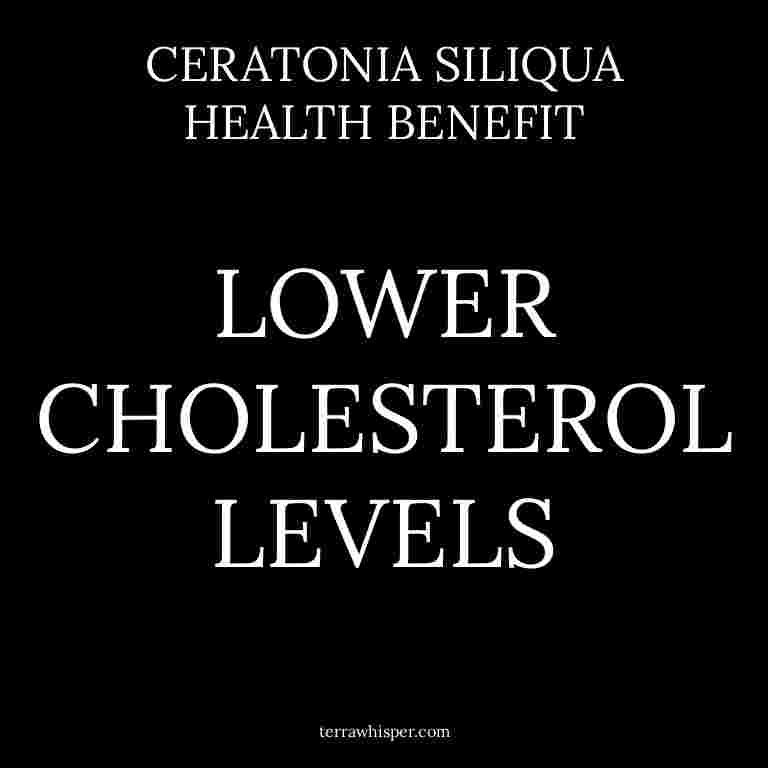 CERATONIA SILIQUA
HEALTH BENEFIT
LOWER
CHOLESTEROL
LEVELS
terrawhisper.com